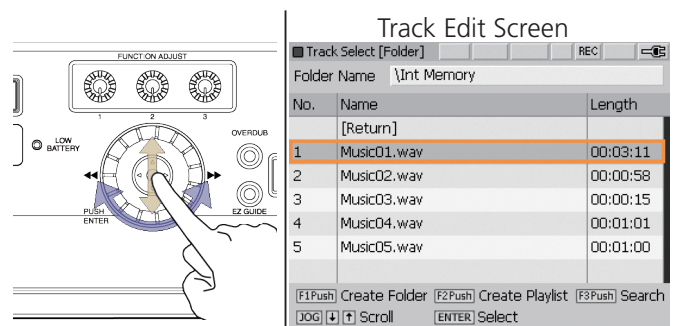 FUNCTION ADJUST
1 2 3
LOW
BATTERY
OVERDUB
◀◀ ▶▶
PUSH
ENTER
EZ GUIDE
Track Edit Screen
Track Select [Folder] REC
Folder Name \Int Memory
No. Name Length
[Return]
1 Music01.wav 00:03:11
2 Music02.wav 00:00:58
3 Music03.wav 00:00:15
4 Music04.wav 00:01:01
5 Music05.wav 00:01:00
F1Push Create Folder F2Push Create Playlist F3Push Search
JOG ↓ ↑ Scroll ENTER Select